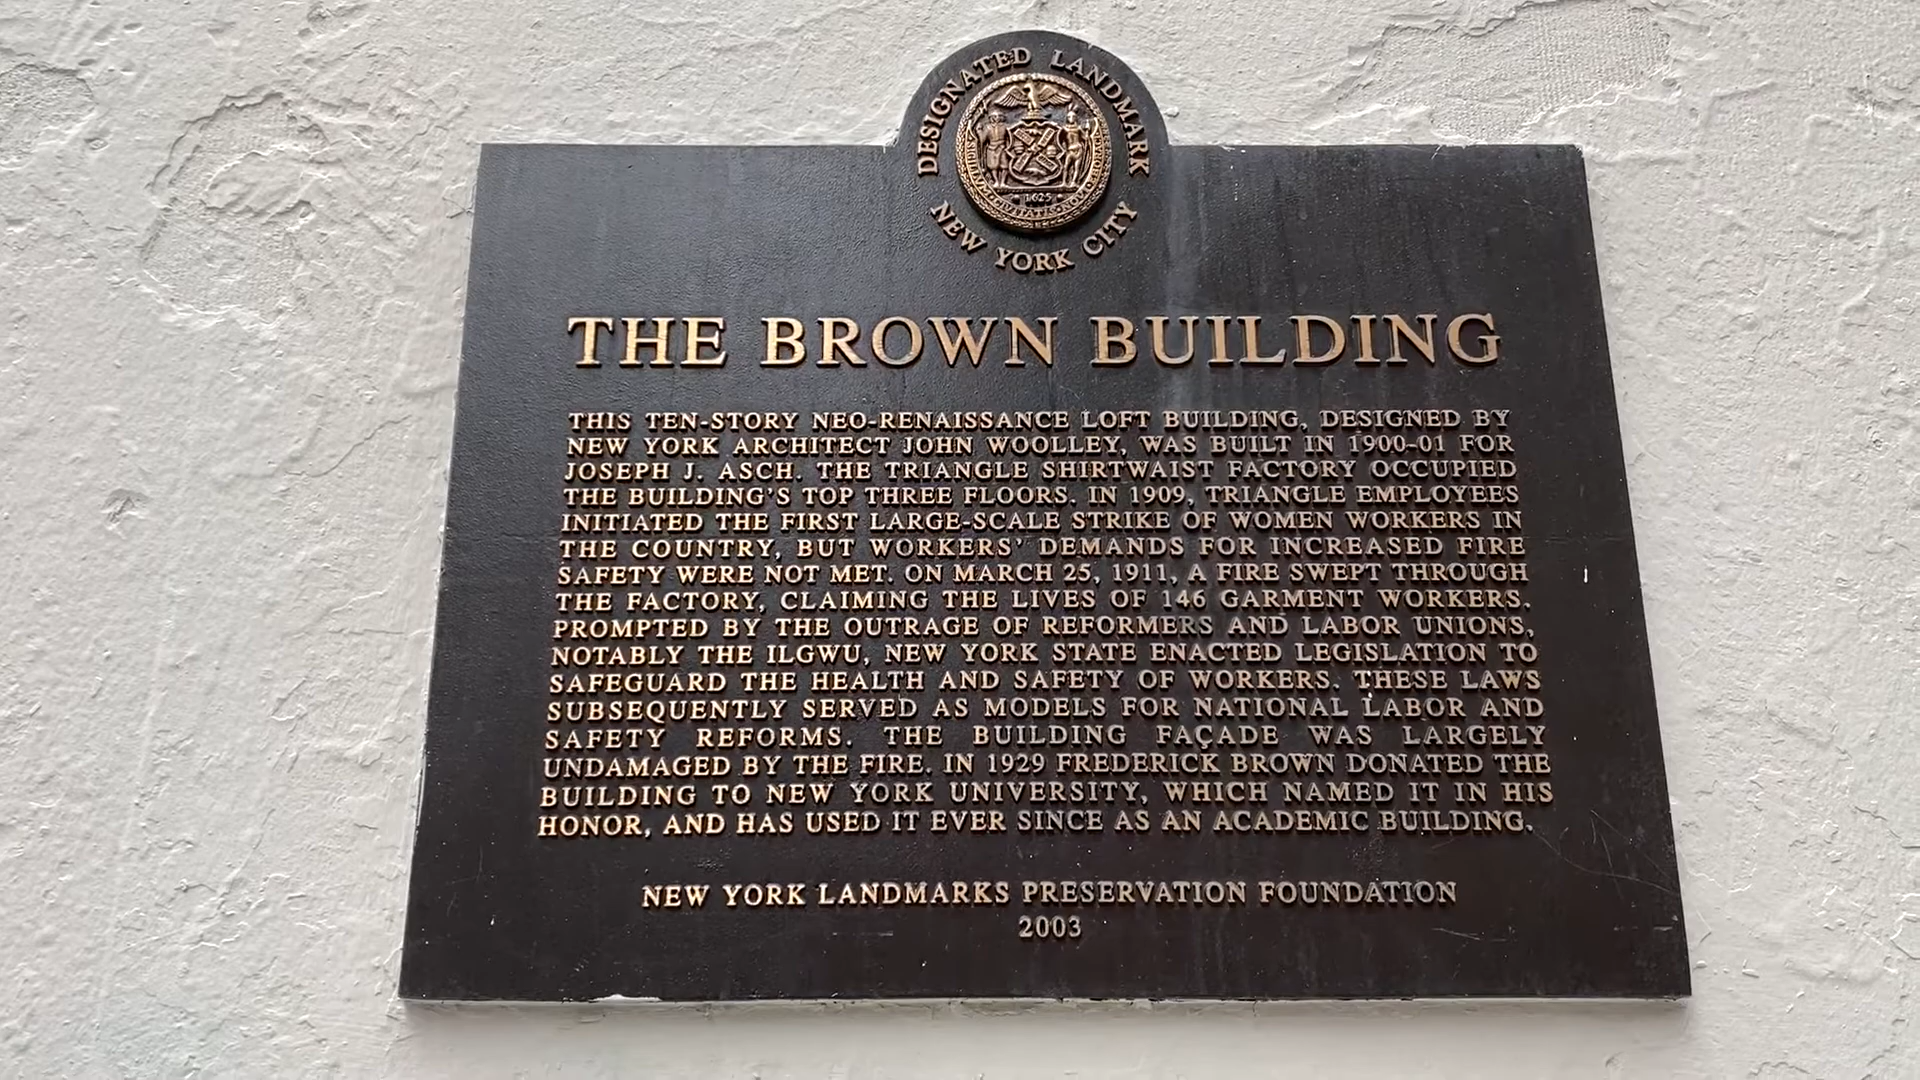 DESIGNATED LANDMARK
1625
NEW YORK CITY
THE BROWN BUILDING
THIS TEN-STORY NEO-RENAISSANCE LOFT BUILDING, DESIGNED BY
NEW YORK ARCHITECT JOHN WOOLLEY, WAS BUILT IN 1900-01 FOR
JOSEPH J. ASCH. THE TRIANGLE SHIRTWAIST FACTORY OCCUPIED
THE BUILDING'S TOP THREE FLOORS. IN 1909, TRIANGLE EMPLOYEES
INITIATED THE FIRST LARGE-SCALE STRIKE OF WOMEN WORKERS IN
THE COUNTRY, BUT WORKERS' DEMANDS FOR INCREASED FIRE
SAFETY WERE NOT MET. ON MARCH 25, 1911, A FIRE SWEPT THROUGH
THE FACTORY, CLAIMING THE LIVES OF 146 GARMENT WORKERS.
PROMPTED BY THE OUTRAGE OF REFORMERS AND LABOR UNIONS,
NOTABLY THE ILGWU, NEW YORK STATE ENACTED LEGISLATION TO
SAFEGUARD THE HEALTH AND SAFETY OF WORKERS. THESE LAWS
SUBSEQUENTLY SERVED AS MODELS FOR NATIONAL LABOR AND
SAFETY REFORMS. THE BUILDING FAÇADE WAS LARGELY
UNDAMAGED BY THE FIRE. IN 1929 FREDERICK BROWN DONATED THE
BUILDING TO NEW YORK UNIVERSITY, WHICH NAMED IT IN HIS
HONOR, AND HAS USED IT EVER SINCE AS AN ACADEMIC BUILDING.
NEW YORK LANDMARKS PRESERVATION FOUNDATION
2003